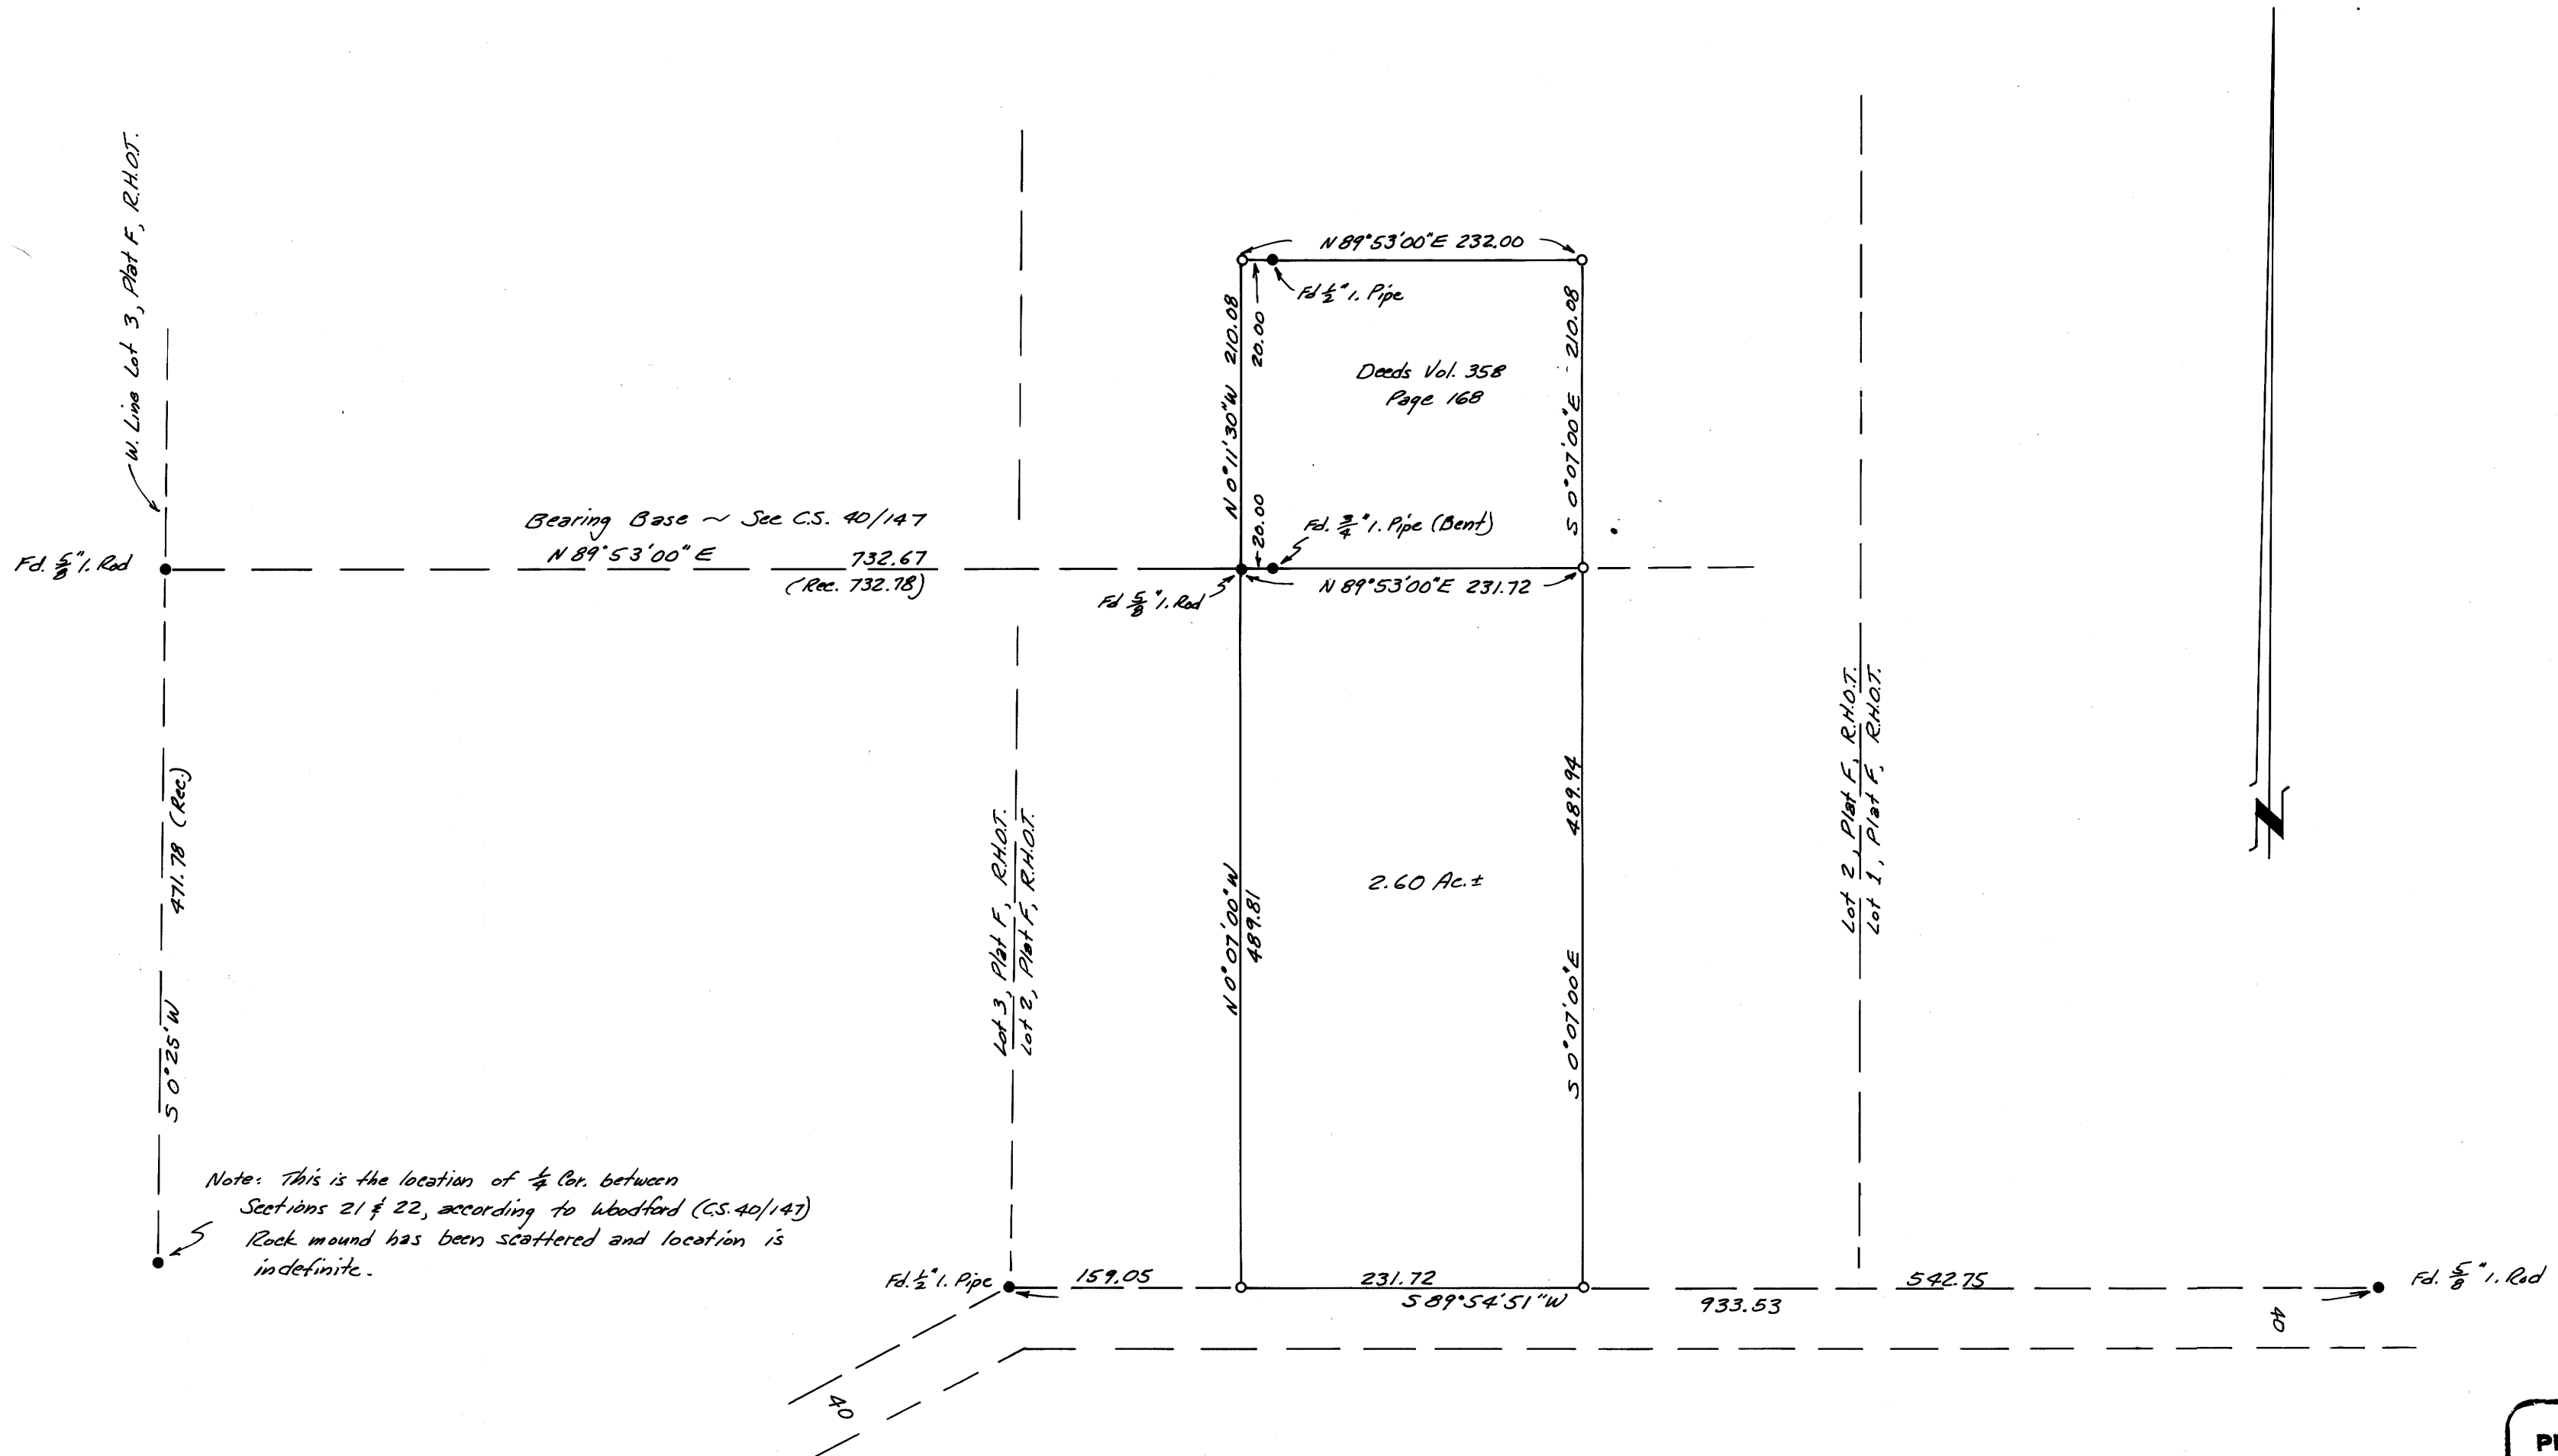 W. Line Lot 3, Plat F, R.H.O.T.
N 89°53'00"E 232.00
Fd ½" I. Pipe
N 0°11'30"W 210.08
20.00
Deeds Vol. 358
Page 168
S 0°07'00"E 210.08
Bearing Base ~ See C.S. 40/147
N 89°53'00"E 732.67
(Rec. 732.78)
Fd. ⅝" I. Rod
20.00
Fd. ¾" I. Pipe (Bent)
Fd ⅝" I. Rod
N 89°53'00"E 231.72
S 0°25'W 471.78 (Rec.)
Lot 3, Plat F, R.H.O.T.
Lot 2, Plat F, R.H.O.T.
N 0°07'00"W
489.81
2.60 Ac.±
S 0°07'00"E 489.94
Lot 2, Plat F, R.H.O.T.
Lot 1, Plat F, R.H.O.T.
N
Note: This is the location of ¼ Cor. between
Sections 21 & 22, according to Woodford (C.S. 40/147)
Rock mound has been scattered and location is
indefinite.
Fd. ½" I. Pipe
159.05
231.72
S 89°54'51"W
933.53
542.75
Fd. ⅝" I. Rod
40
40